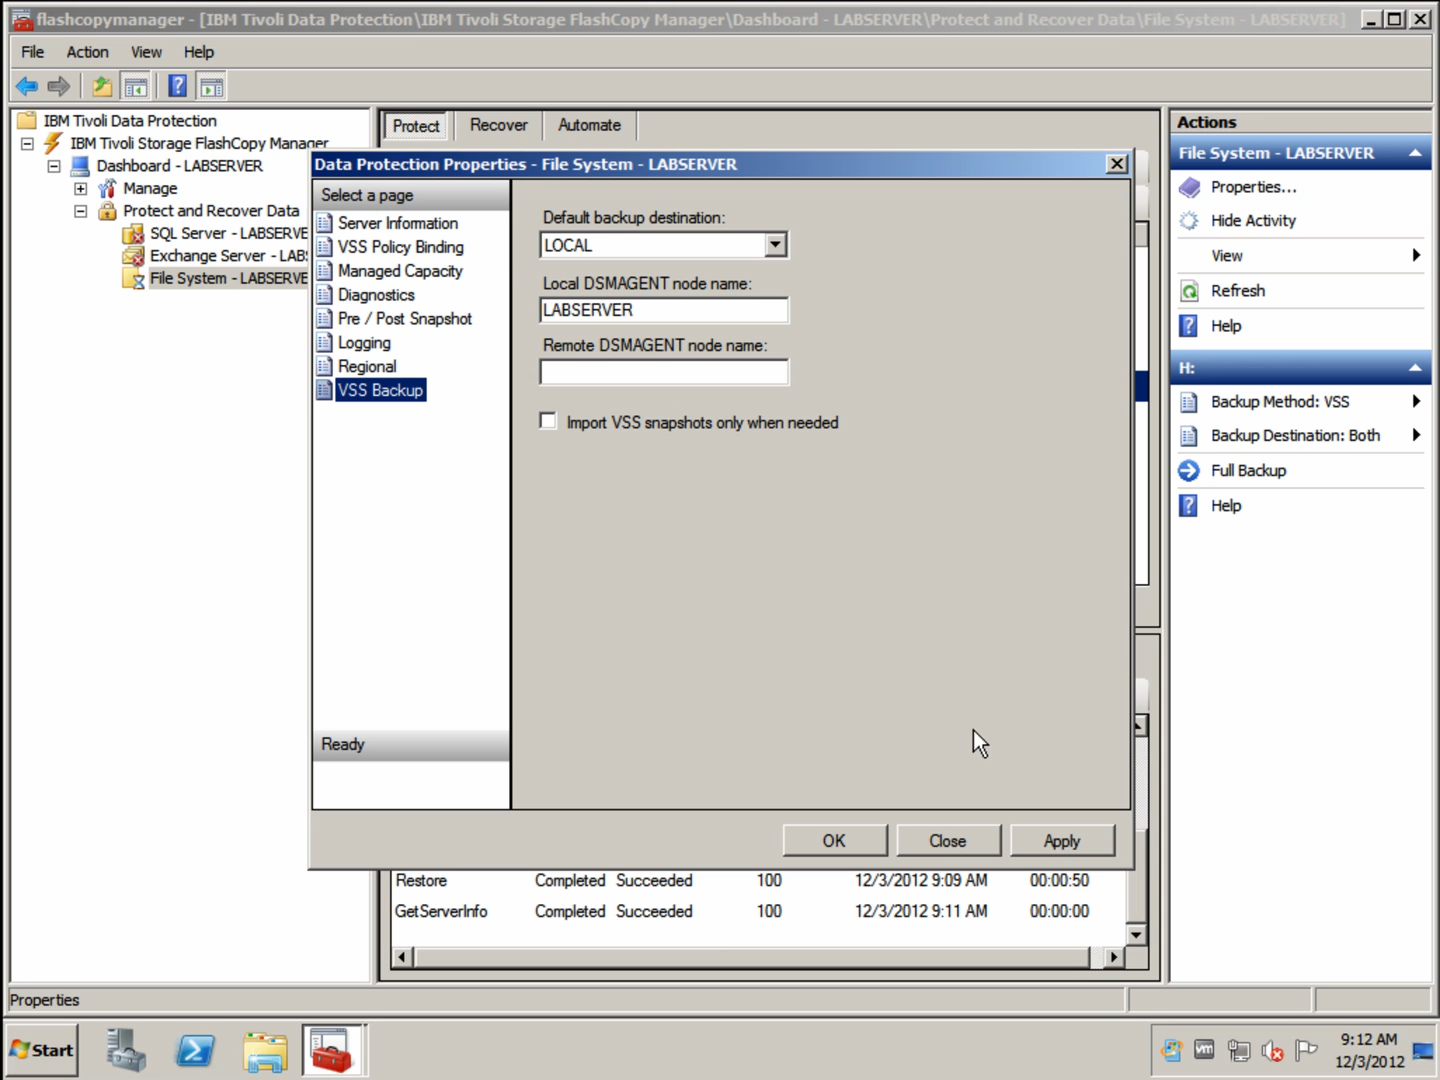 flashcopymanager - [IBM Tivoli Data Protection\IBM Tivoli Storage FlashCopy Manager\Dashboard - LABSERVER\Protect and Recover Data\File System - LABSERVER]
File Action View Help
IBM Tivoli Data Protection
IBM Tivoli Storage FlashCopy Manager
Dashboard - LABSERVER
Manage
Protect and Recover Data
SQL Server - LABSERVE
Exchange Server - LABS
File System - LABSERVE
Protect Recover Automate
Data Protection Properties - File System - LABSERVER
Select a page
Server Information
VSS Policy Binding
Managed Capacity
Diagnostics
Pre / Post Snapshot
Logging
Regional
VSS Backup
Ready
Default backup destination:
LOCAL
Local DSMAGENT node name:
LABSERVER
Remote DSMAGENT node name:
Import VSS snapshots only when needed
OK Close Apply
Restore Completed Succeeded 100 12/3/2012 9:09 AM 00:00:50
GetServerInfo Completed Succeeded 100 12/3/2012 9:11 AM 00:00:00
Actions
File System - LABSERVER
Properties...
Hide Activity
View
Refresh
Help
H:
Backup Method: VSS
Backup Destination: Both
Full Backup
Help
Properties
Start
vm
9:12 AM
12/3/2012